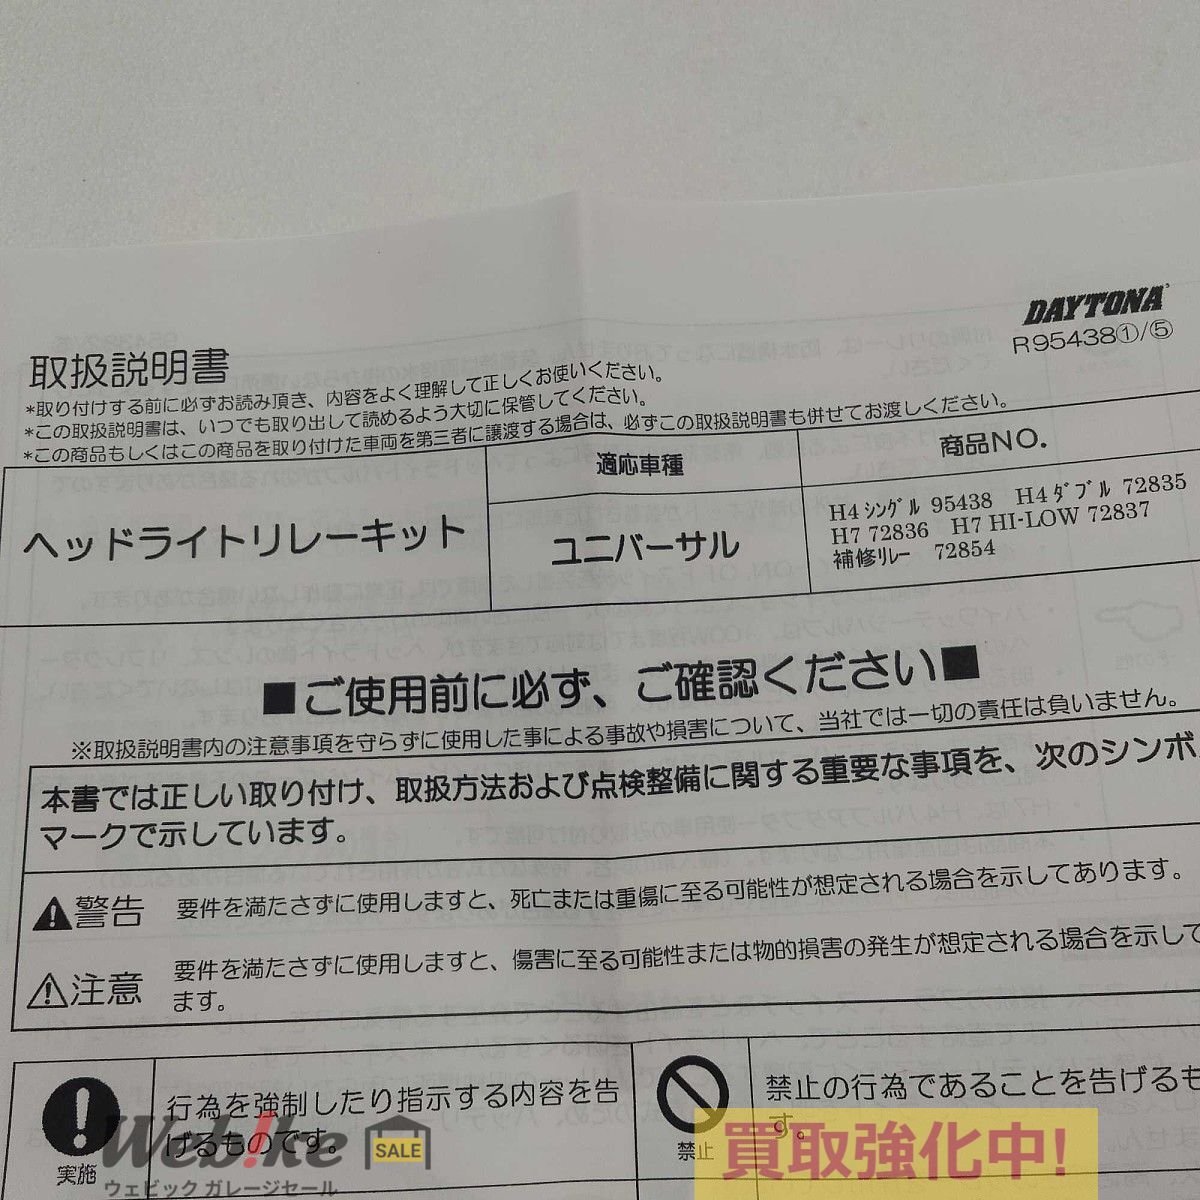 DAYTONA
R95438①/⑤
取扱説明書
*取り付けする前に必ずお読み頂き、内容をよく理解して正しくお使いください。
*この取扱説明書は、いつでも取り出して読めるよう大切に保管してください。
*この商品もしくはこの商品を取り付けた車両を第三者に譲渡する場合は、必ずこの取扱説明書も併せてお渡しください。
ヘッドライトリレーキット
適応車種
ユニバーサル
商品NO.
H4 ｼﾝｸﾞﾙ 95438 H4ﾀﾞﾌﾞﾙ 72835
H7 72836 H7 HI-LOW 72837
補修ﾘﾚｰ 72854
■ご使用前に必ず、ご確認ください■
※取扱説明書内の注意事項を守らずに使用した事による事故や損害について、当社では一切の責任は負いません。
本書では正しい取り付け、取扱方法および点検整備に関する重要な事項を、次のシンボ
マークで示しています。
警告 要件を満たさずに使用しますと、死亡または重傷に至る可能性が想定される場合を示してあります。
注意 要件を満たさずに使用しますと、傷害に至る可能性または物的損害の発生が想定される場合を示して
ます。
実施
行為を強制したり指示する内容を告
げるものです。
禁止
禁止の行為であることを告げるも
す。
Webike SALE
ウェビック ガレージセール
買取強化中!